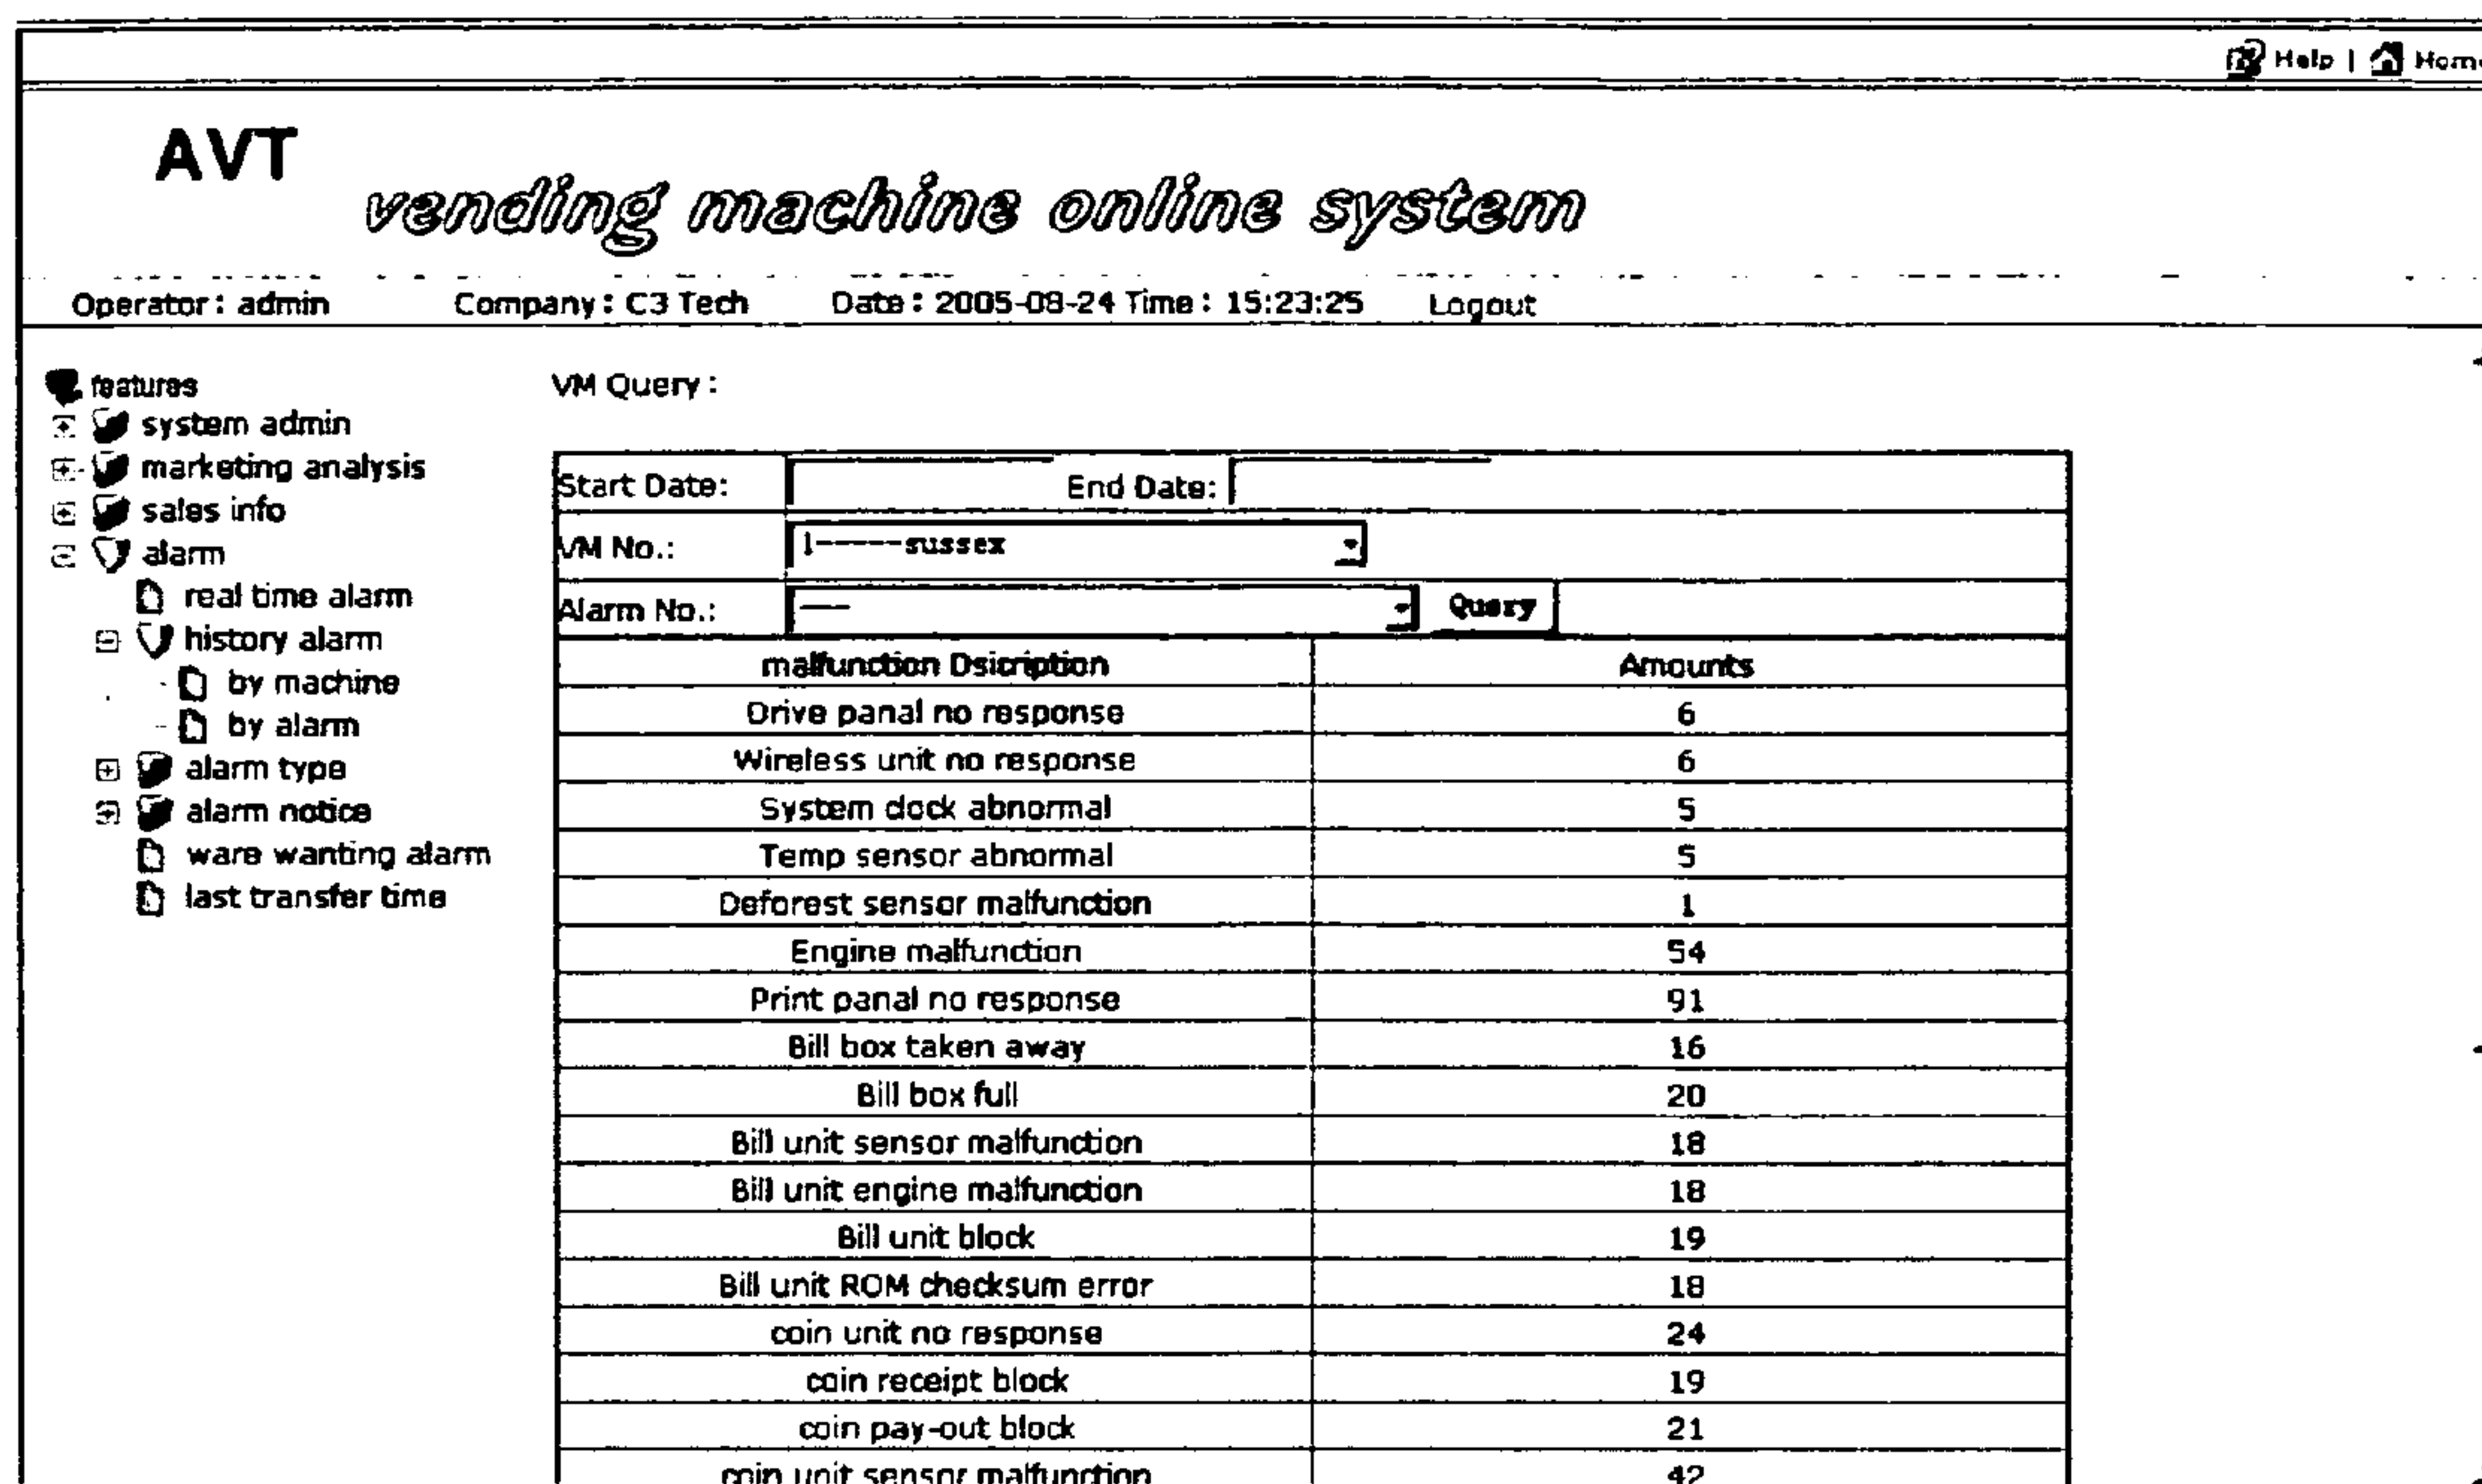 Help | Home
AVT
vending machine online system
Operator: admin Company: C3 Tech Date: 2005-08-24 Time: 15:23:25 Logout
features
system admin
marketing analysis
sales info
alarm
real time alarm
history alarm
by machine
by alarm
alarm type
alarm notice
ware wanting alarm
last transfer time
VM Query:
Start Date: End Date:
VM No.: 1-----sussex
Alarm No.: --- Query
malfunction Dsicription Amounts
Drive panal no response 6
Wireless unit no response 6
System clock abnormal 5
Temp sensor abnormal 5
Deforest sensor malfunction 1
Engine malfunction 54
Print panal no response 91
Bill box taken away 16
Bill box full 20
Bill unit sensor malfunction 18
Bill unit engine malfunction 18
Bill unit block 19
Bill unit ROM checksum error 18
coin unit no response 24
coin receipt block 19
coin pay-out block 21
coin unit sensor malfunction 42